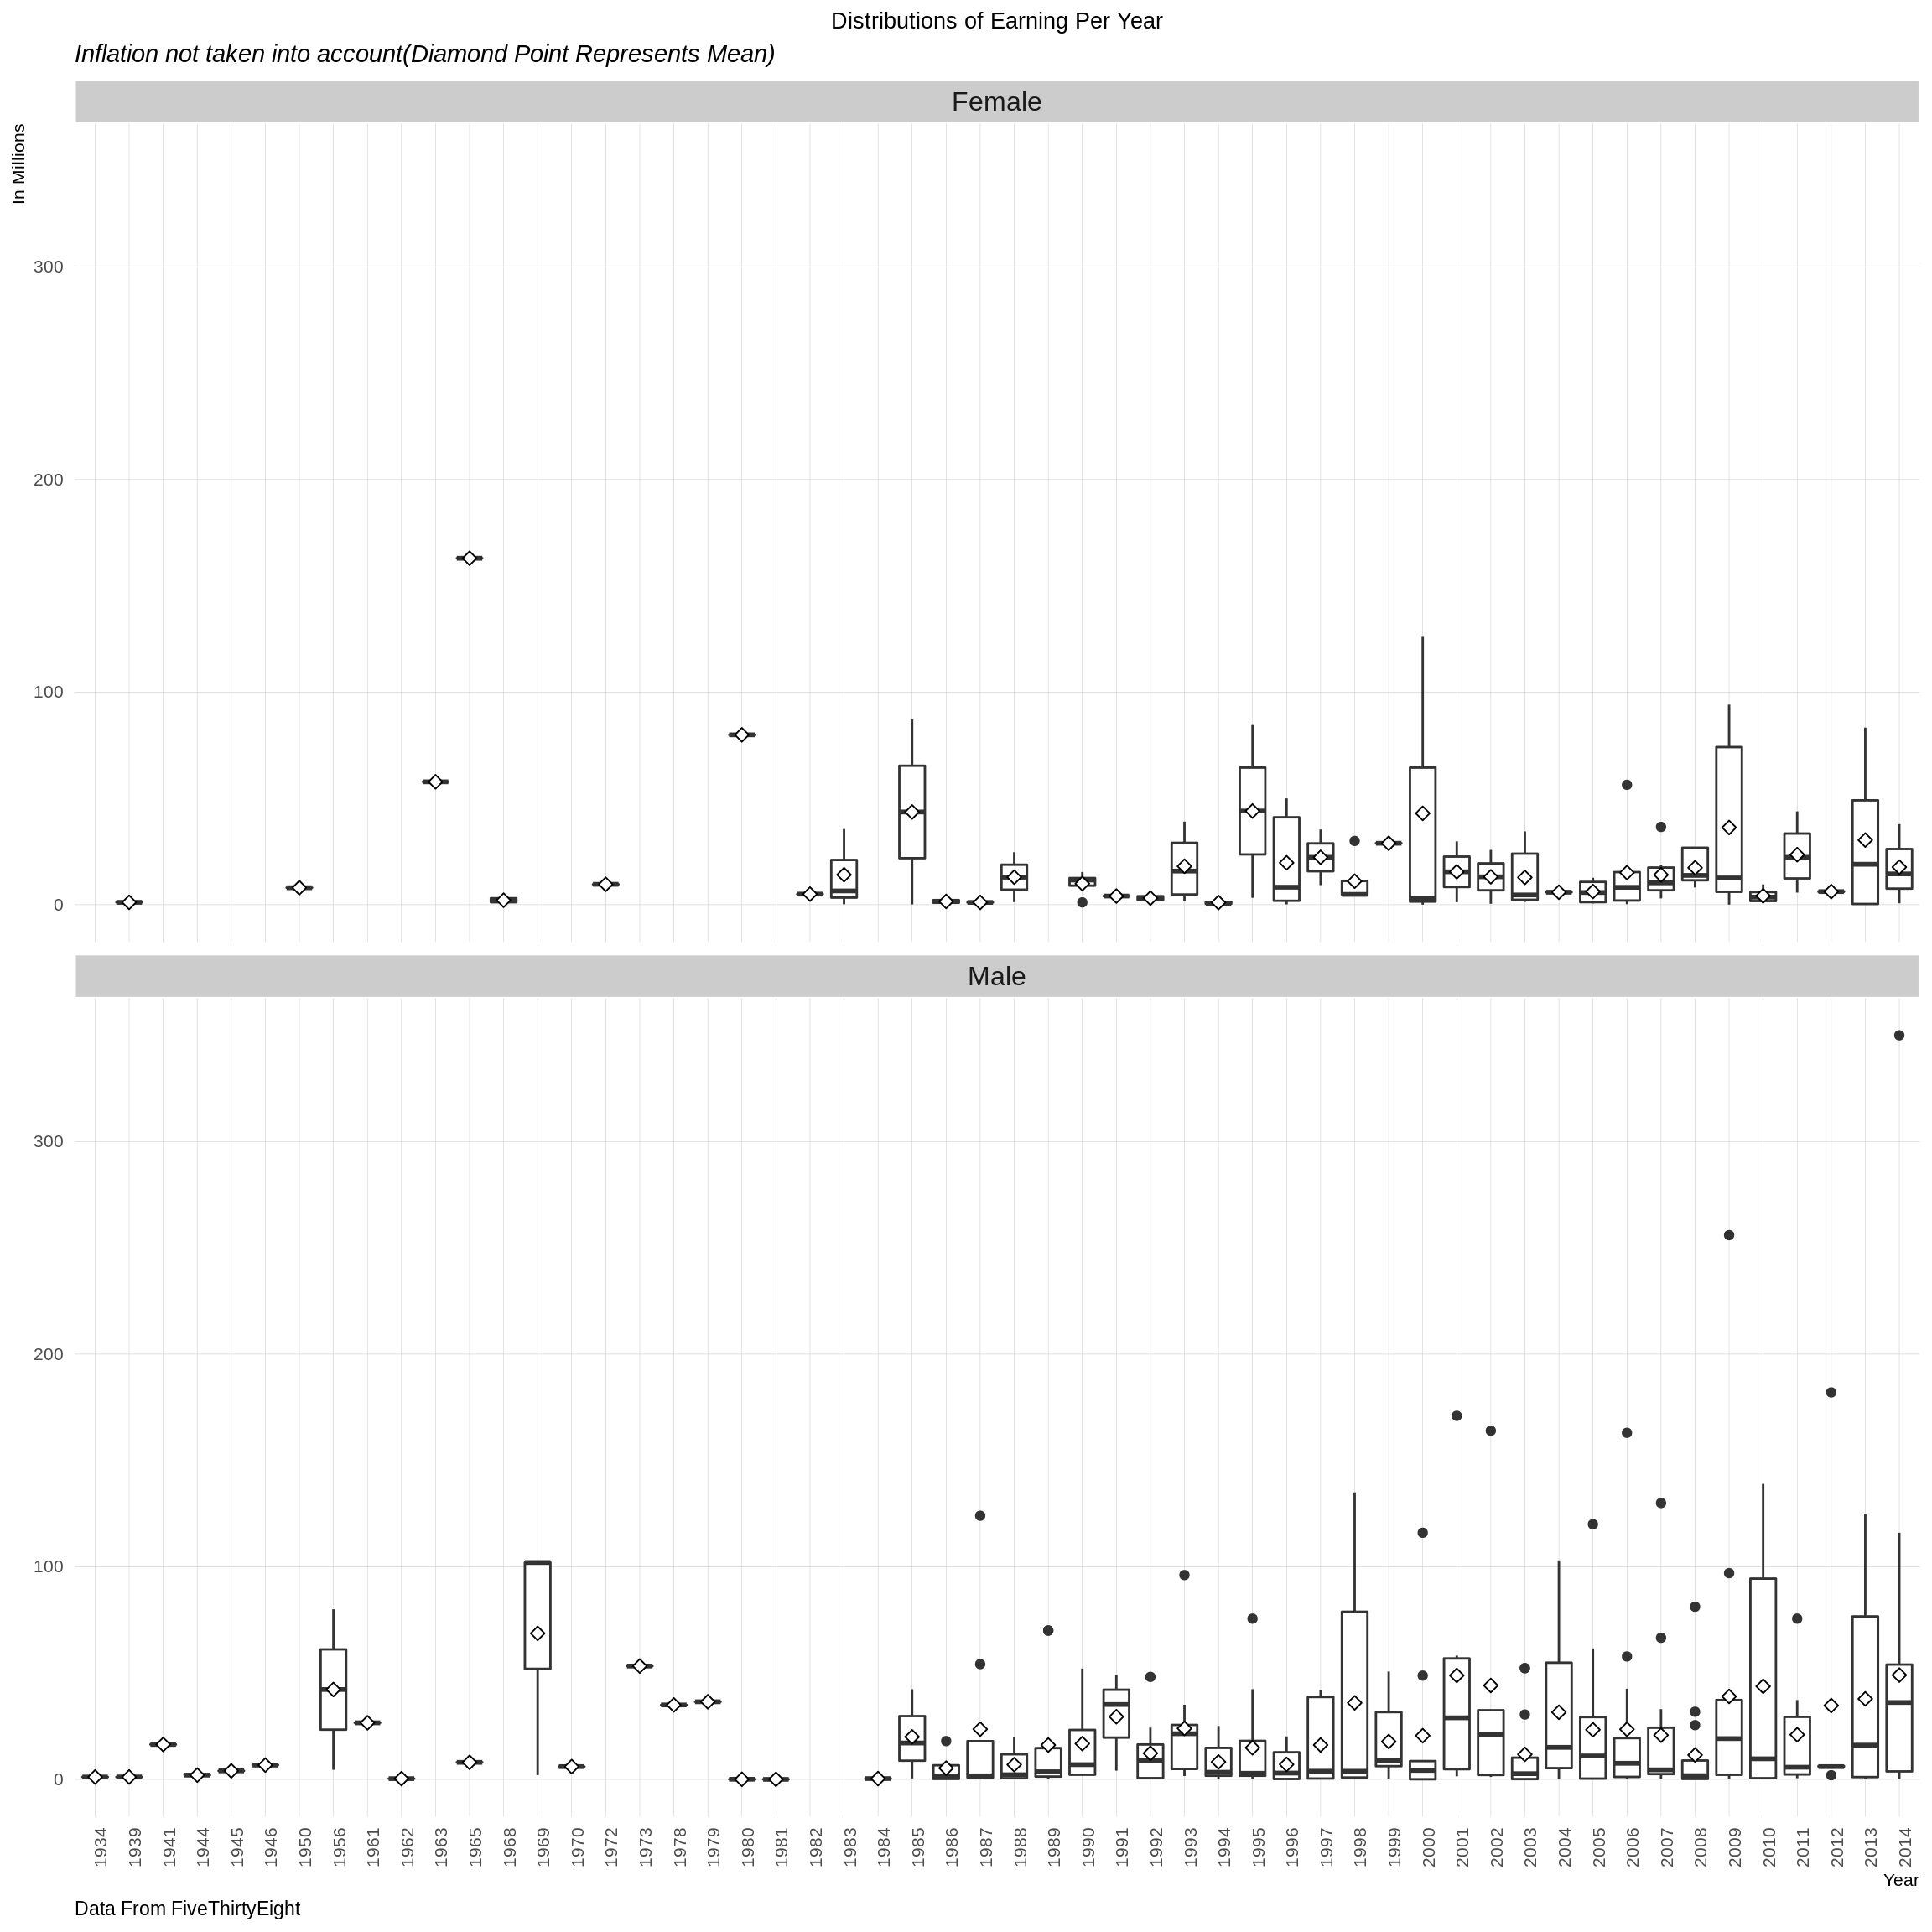 Distributions of Earning Per Year
Inflation not taken into account(Diamond Point Represents Mean)
Female
In Millions
300
200
100
0
Male
300
200
100
0
1934 1939 1941 1944 1945 1946 1950 1956 1961 1962 1963 1965 1968 1969 1970 1972 1973 1978 1979 1980 1981 1982 1983 1984 1985 1986 1987 1988 1989 1990 1991 1992 1993 1994 1995 1996 1997 1998 1999 2000 2001 2002 2003 2004 2005 2006 2007 2008 2009 2010 2011 2012 2013 2014
Year
Data From FiveThirtyEight